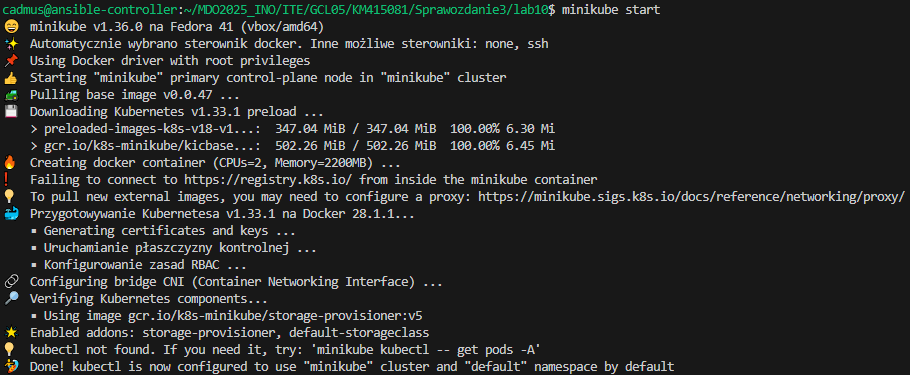 cadmus@ansible-controller:~/MDO2025_INO/ITE/GCL05/KM415081/Sprawozdanie3/lab10$ minikube start
😄 minikube v1.36.0 na Fedora 41 (vbox/amd64)
✨ Automatycznie wybrano sterownik docker. Inne możliwe sterowniki: none, ssh
📌 Using Docker driver with root privileges
👍 Starting "minikube" primary control-plane node in "minikube" cluster
🚜 Pulling base image v0.0.47 ...
💾 Downloading Kubernetes v1.33.1 preload ...
> preloaded-images-k8s-v18-v1...: 347.04 MiB / 347.04 MiB 100.00% 6.30 Mi
> gcr.io/k8s-minikube/kicbase...: 502.26 MiB / 502.26 MiB 100.00% 6.45 Mi
🔥 Creating docker container (CPUs=2, Memory=2200MB) ...
❗ Failing to connect to https://registry.k8s.io/ from inside the minikube container
💡 To pull new external images, you may need to configure a proxy: https://minikube.sigs.k8s.io/docs/reference/networking/proxy/
🐳 Przygotowywanie Kubernetesa v1.33.1 na Docker 28.1.1...
▪ Generating certificates and keys ...
▪ Uruchamianie płaszczyzny kontrolnej ...
▪ Konfigurowanie zasad RBAC ...
🔗 Configuring bridge CNI (Container Networking Interface) ...
🔎 Verifying Kubernetes components...
▪ Using image gcr.io/k8s-minikube/storage-provisioner:v5
🌟 Enabled addons: storage-provisioner, default-storageclass
💡 kubectl not found. If you need it, try: 'minikube kubectl -- get pods -A'
🏄 Done! kubectl is now configured to use "minikube" cluster and "default" namespace by default